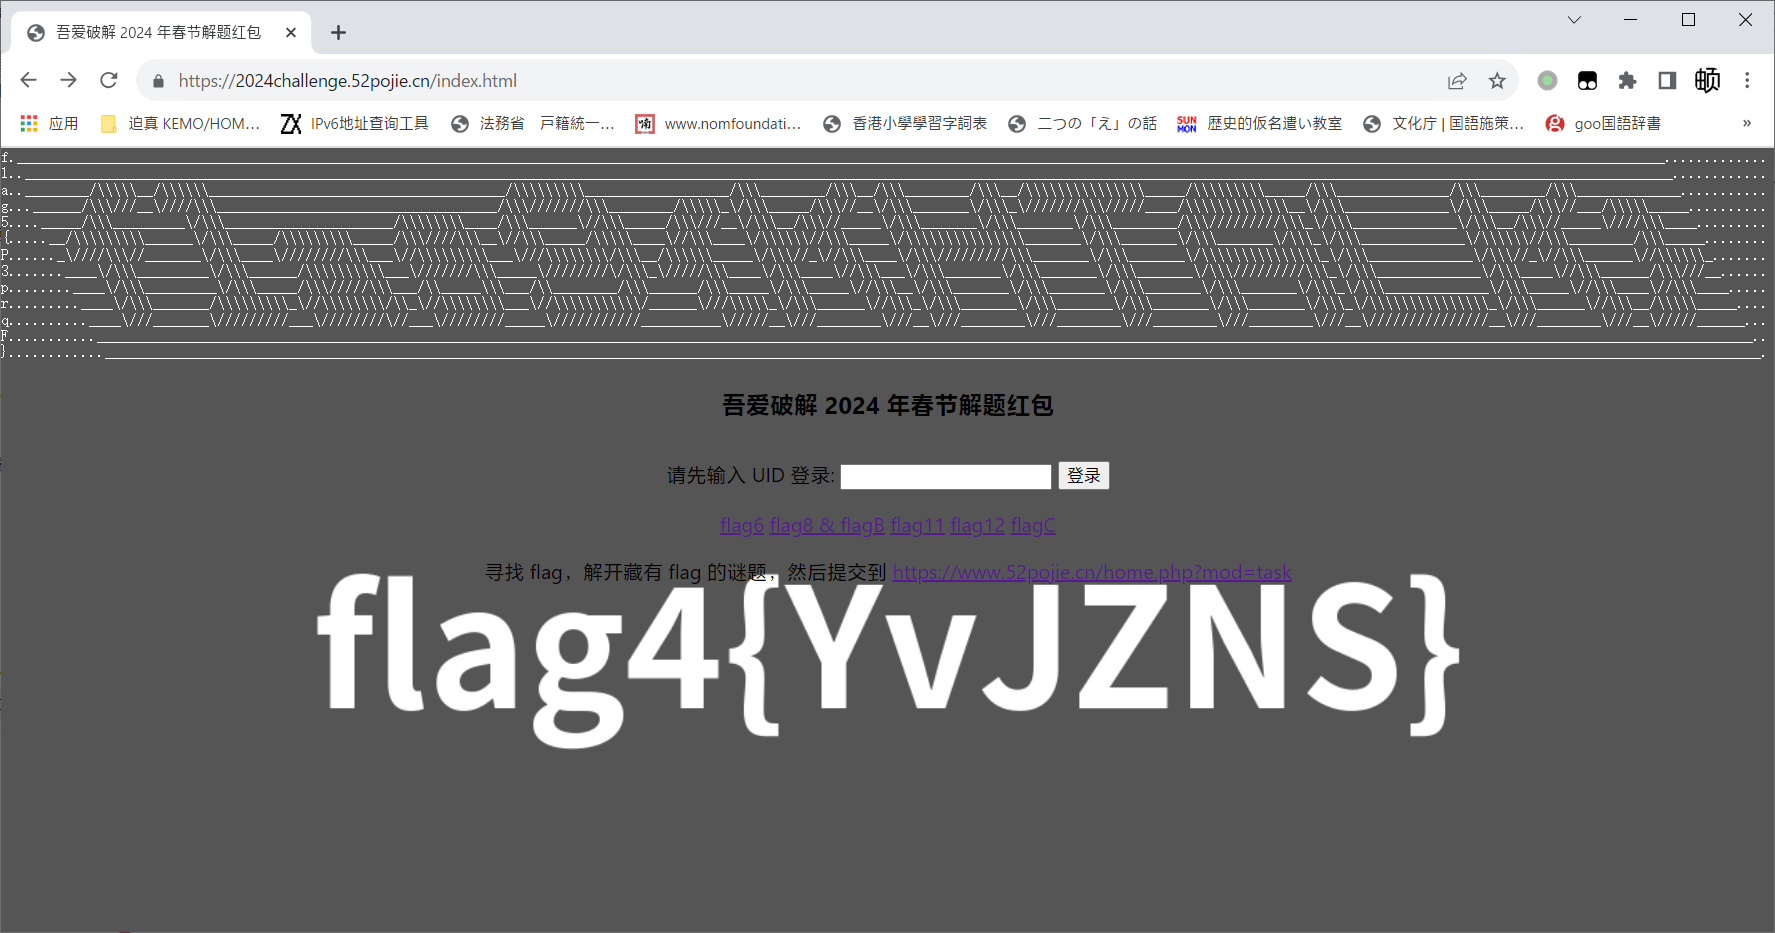 吾爱破解 2024 年春节解题红包
https://2024challenge.52pojie.cn/index.html
应用 迫真 KEMO/HOM... IPv6地址查询工具 法務省 戸籍統一... www.nomfoundati... 香港小學學習字詞表 二つの「え」の話 歴史的仮名遣い教室 文化庁 | 国語施策... goo国語辞書 »
f
l
a
g
5
{
P
3
p
r
q
F
}
吾爱破解 2024 年春节解题红包
请先输入 UID 登录: 登录
flag6 flag8 & flagB flag11 flag12 flagC
寻找 flag，解开藏有 flag 的谜题，然后提交到 https://www.52pojie.cn/home.php?mod=task
flag4{YvJZNS}